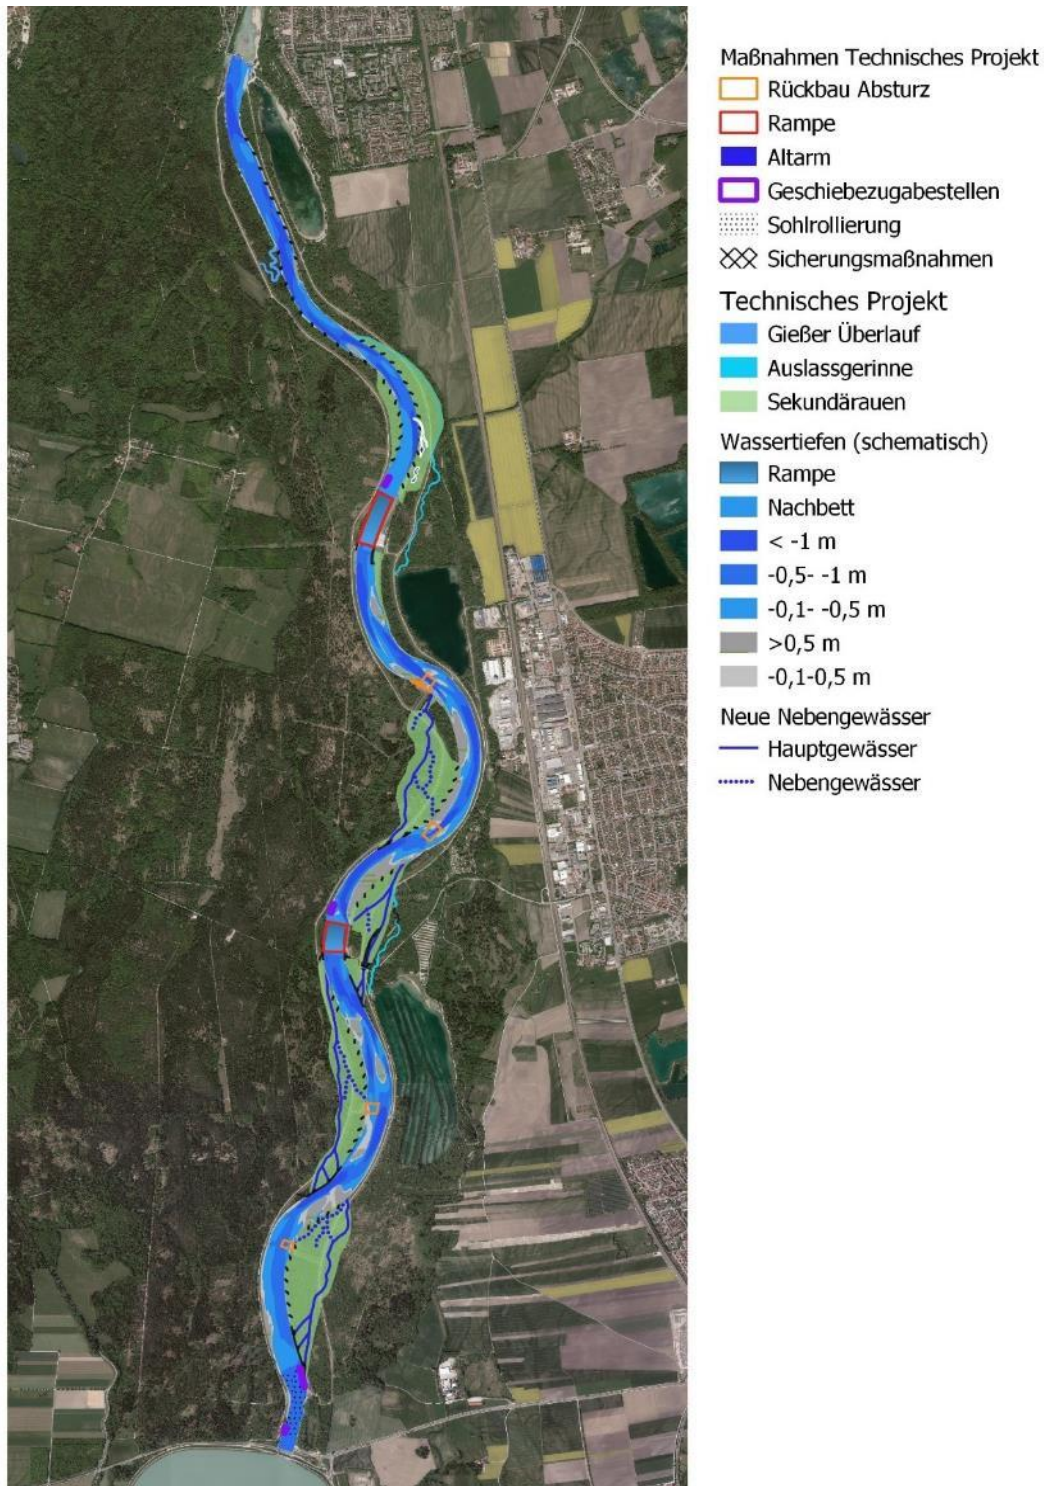 Maßnahmen Technisches Projekt
Rückbau Absturz
Rampe
Altarm
Geschiebezugabestellen
Sohlrollierung
Sicherungsmaßnahmen
Technisches Projekt
Gießer Überlauf
Auslassgerinne
Sekundärauen
Wassertiefen (schematisch)
Rampe
Nachbett
< -1 m
-0,5- -1 m
-0,1- -0,5 m
>0,5 m
-0,1-0,5 m
Neue Nebengewässer
Hauptgewässer
Nebengewässer